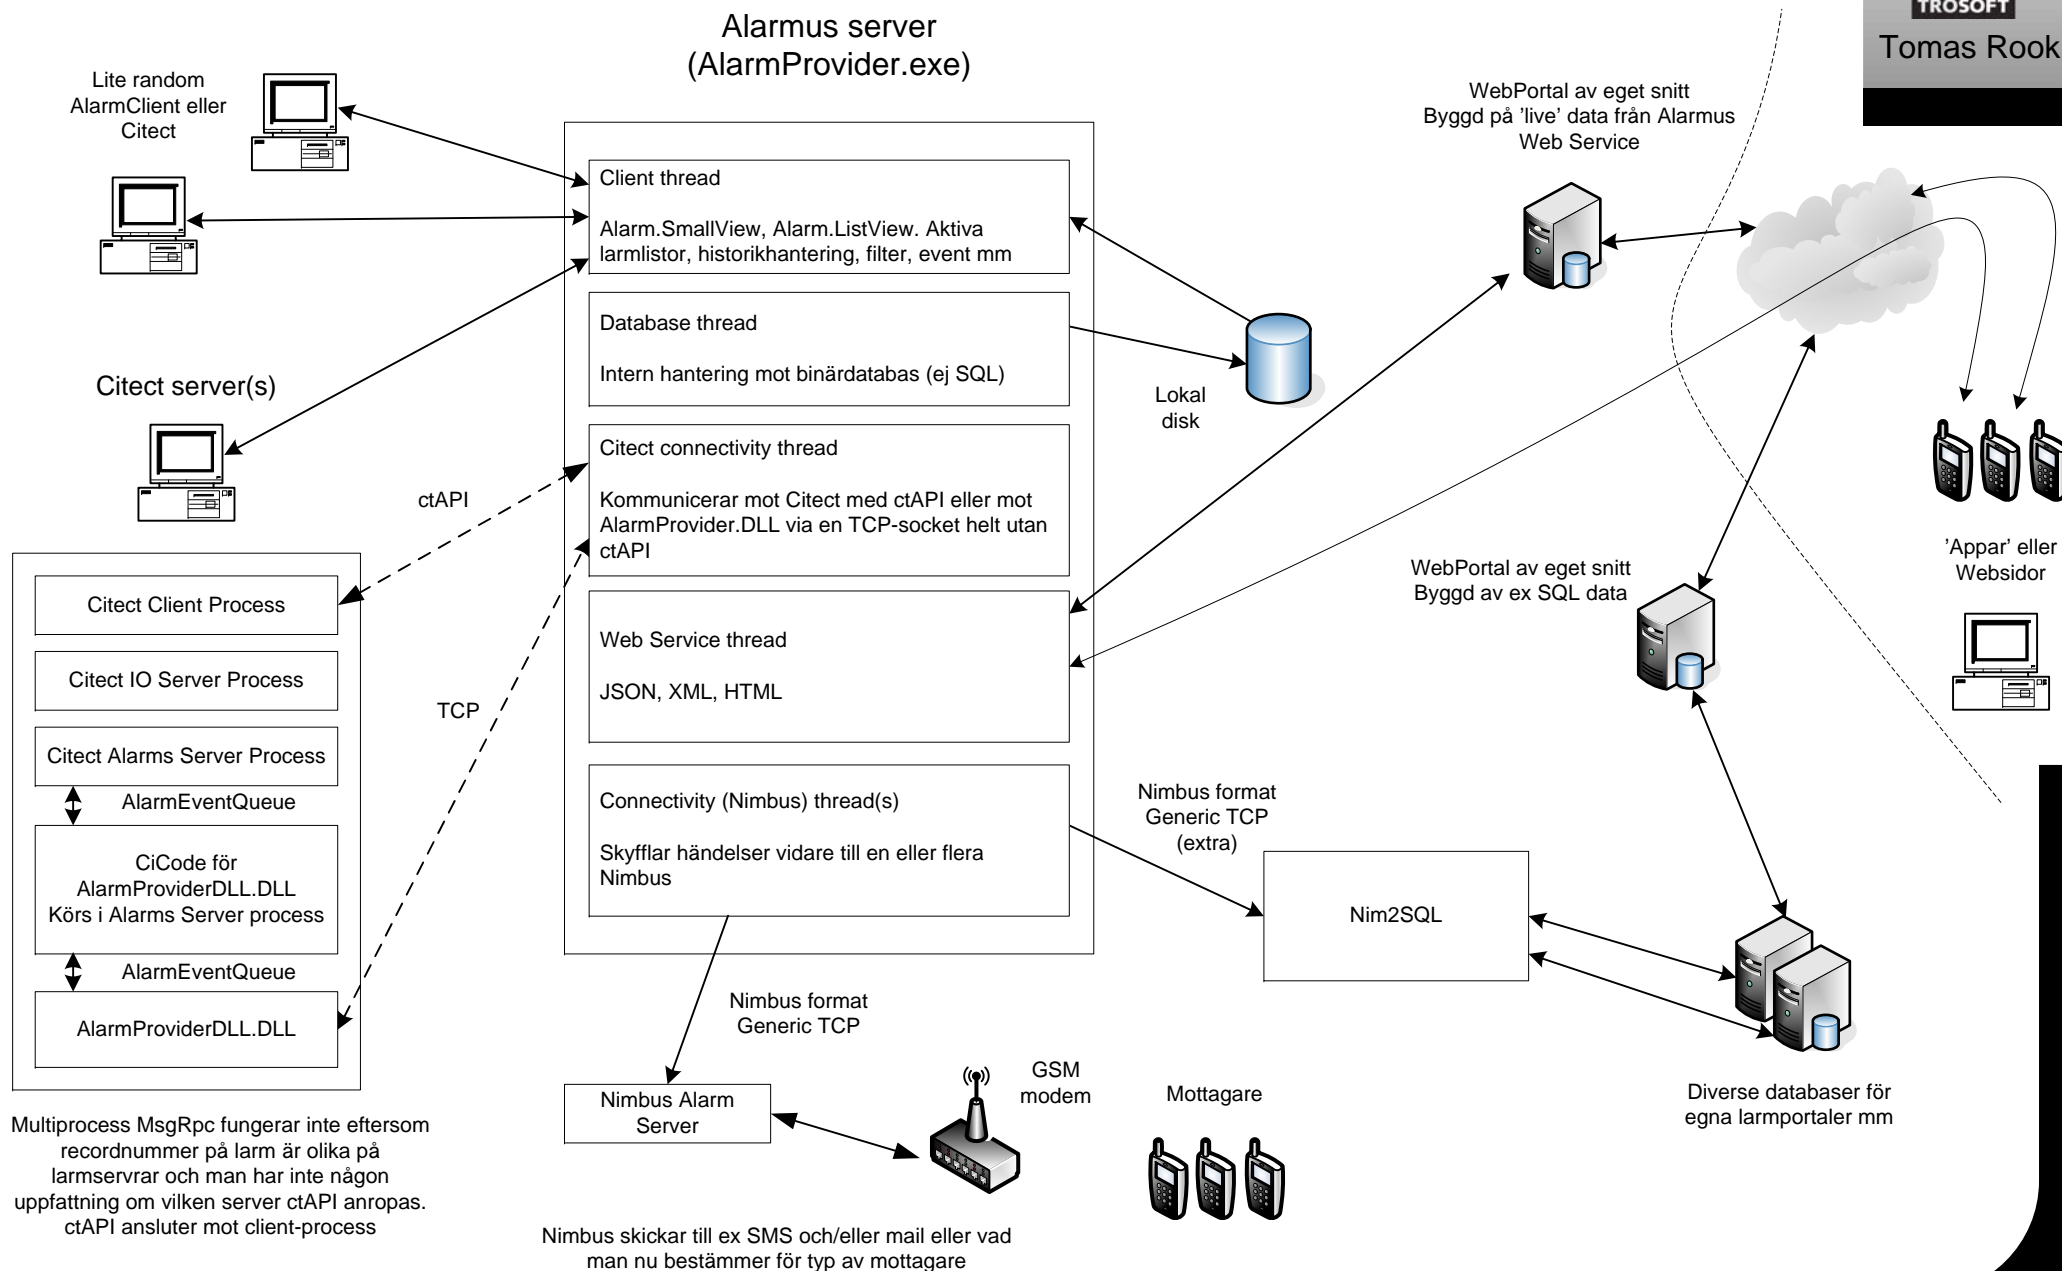 Alarmus server
(AlarmProvider.exe)
TROSOFT
Tomas Rook
Lite random
AlarmClient eller
Citect
WebPortal av eget snitt
Byggd på 'live' data från Alarmus
Web Service
Client thread
Alarm.SmallView, Alarm.ListView. Aktiva
larmlistor, historikhantering, filter, event mm
Database thread
Intern hantering mot binärdatabas (ej SQL)
Lokal
disk
Citect server(s)
Citect connectivity thread
Kommunicerar mot Citect med ctAPI eller mot
AlarmProvider.DLL via en TCP-socket helt utan
ctAPI
ctAPI
'Appar' eller
Websidor
WebPortal av eget snitt
Byggd av ex SQL data
Citect Client Process
Citect IO Server Process
Citect Alarms Server Process
AlarmEventQueue
CiCode för
AlarmProviderDLL.DLL
Körs i Alarms Server process
AlarmEventQueue
AlarmProviderDLL.DLL
TCP
Web Service thread
JSON, XML, HTML
Connectivity (Nimbus) thread(s)
Skyfflar händelser vidare till en eller flera
Nimbus
Nimbus format
Generic TCP
(extra)
Nim2SQL
Nimbus format
Generic TCP
Nimbus Alarm
Server
GSM
modem
Mottagare
Diverse databaser för
egna larmportaler mm
Multiprocess MsgRpc fungerar inte eftersom
recordnummer på larm är olika på
larmservrar och man har inte någon
uppfattning om vilken server ctAPI anropas.
ctAPI ansluter mot client-process
Nimbus skickar till ex SMS och/eller mail eller vad
man nu bestämmer för typ av mottagare